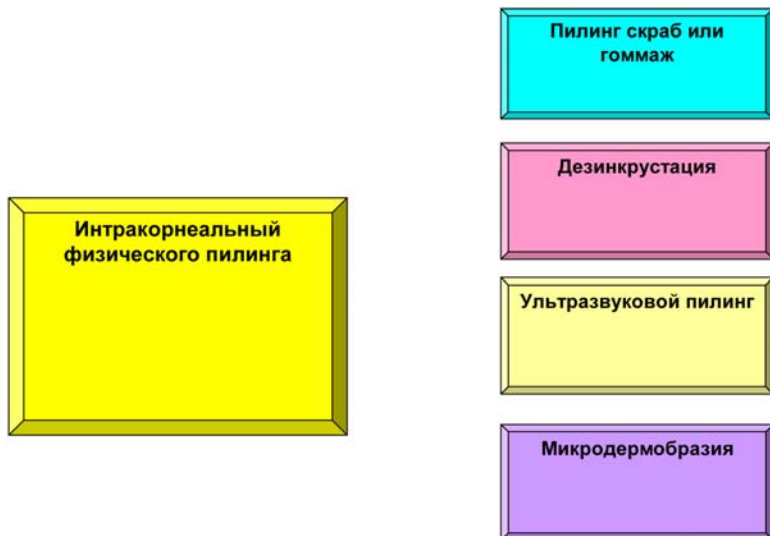 Пилинг скраб или
гоммаж
Дезинкрустация
Интракорнеальный
физического пилинга
Ультразвуковой пилинг
Микродермобразия